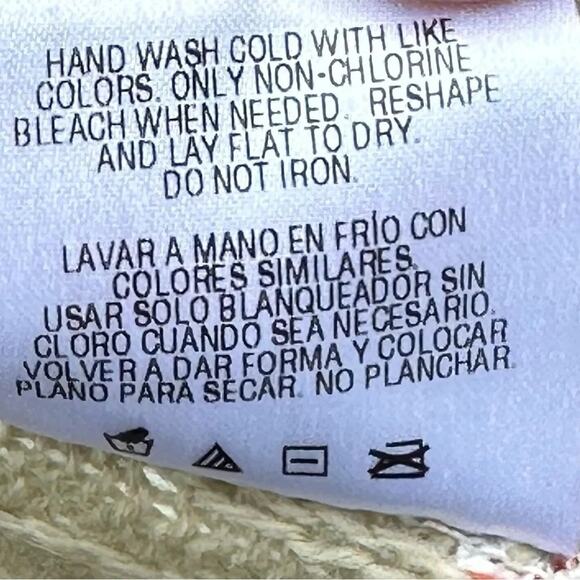 HAND WASH COLD WITH LIKE
COLORS. ONLY NON-CHLORINE
BLEACH WHEN NEEDED. RESHAPE
AND LAY FLAT TO DRY.
DO NOT IRON.
LAVAR A MANO EN FRÍO CON
COLORES SIMILARES.
USAR SOLO BLANQUEADOR SIN
CLORO CUANDO SEA NECESARIO.
VOLVER A DAR FORMA Y COLOCAR
PLANO PARA SECAR. NO PLANCHAR.